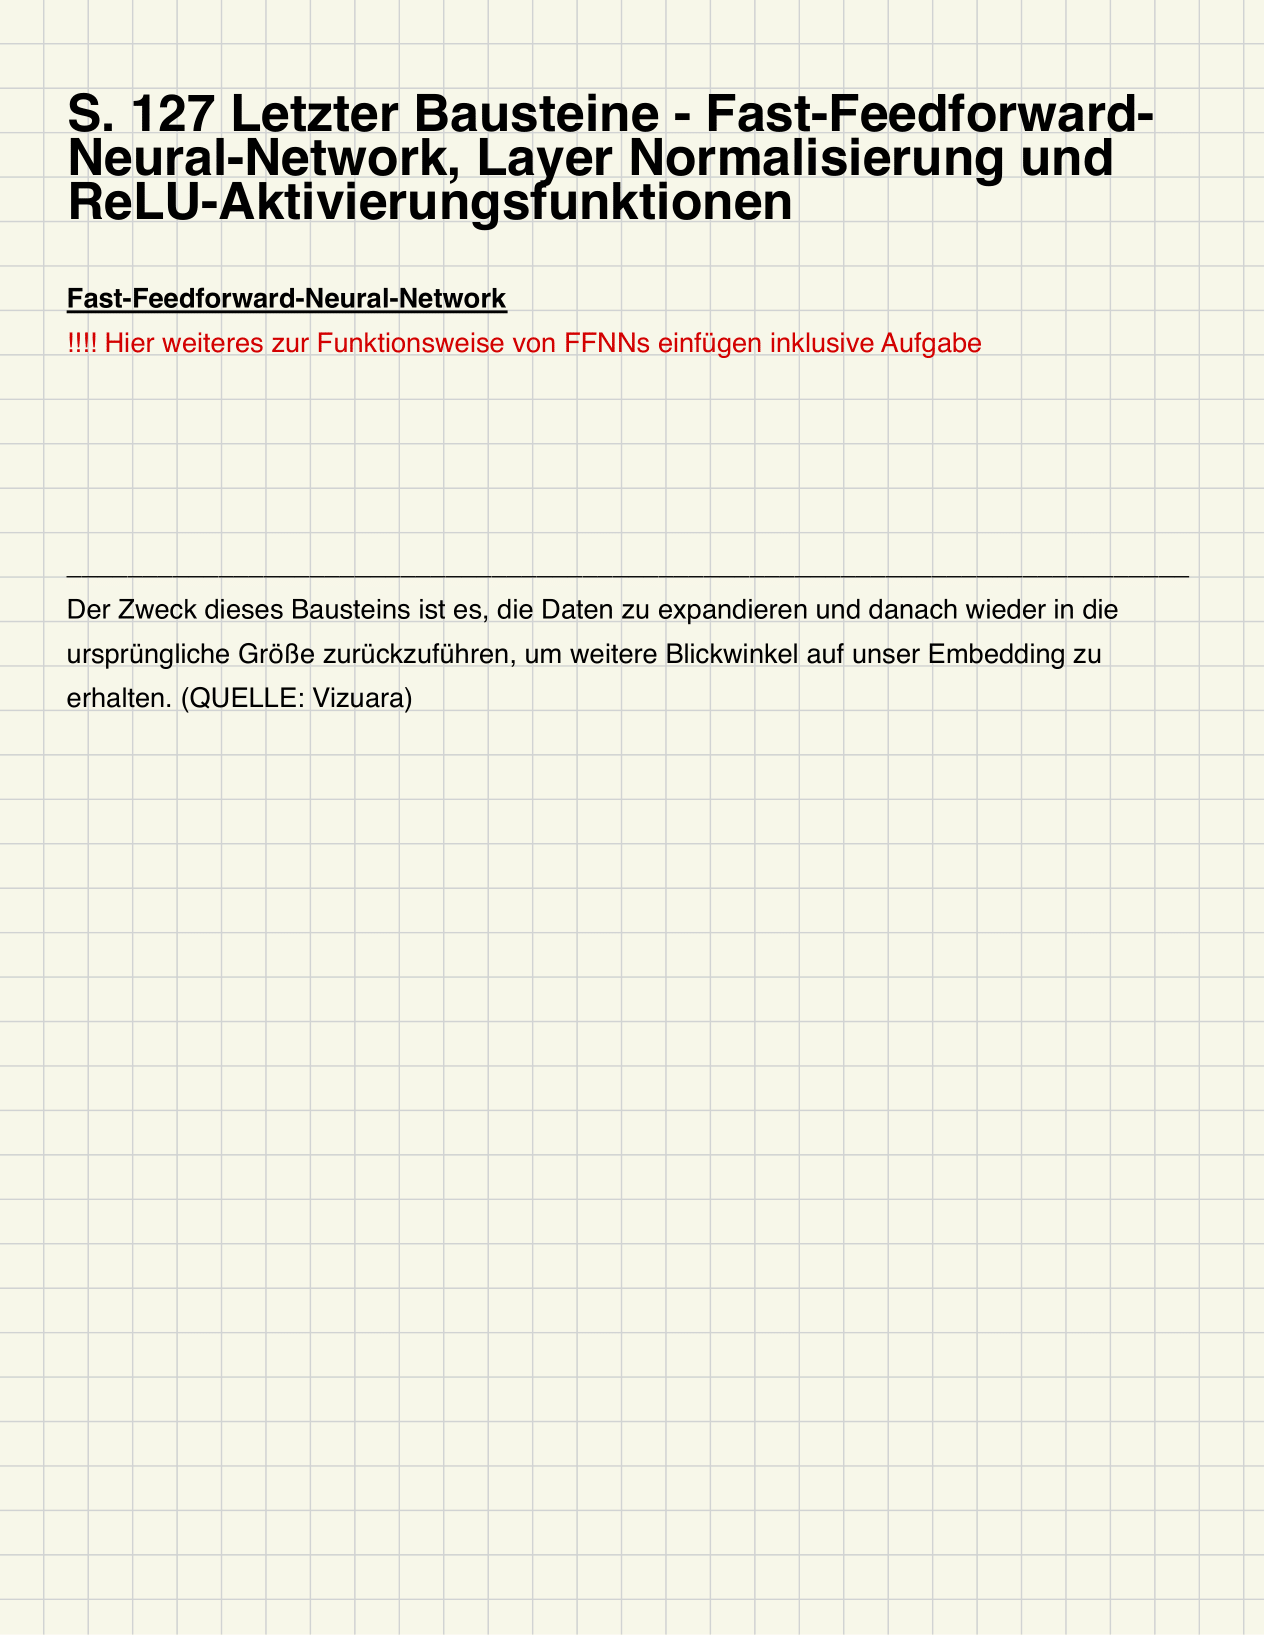 S. 127 Letzter Bausteine - Fast-Feedforward-
Neural-Network, Layer Normalisierung und
ReLU-Aktivierungsfunktionen
Fast-Feedforward-Neural-Network
!!!! Hier weiteres zur Funktionsweise von FFNNs einfügen inklusive Aufgabe
Der Zweck dieses Bausteins ist es, die Daten zu expandieren und danach wieder in die
ursprüngliche Größe zurückzuführen, um weitere Blickwinkel auf unser Embedding zu
erhalten. (QUELLE: Vizuara)